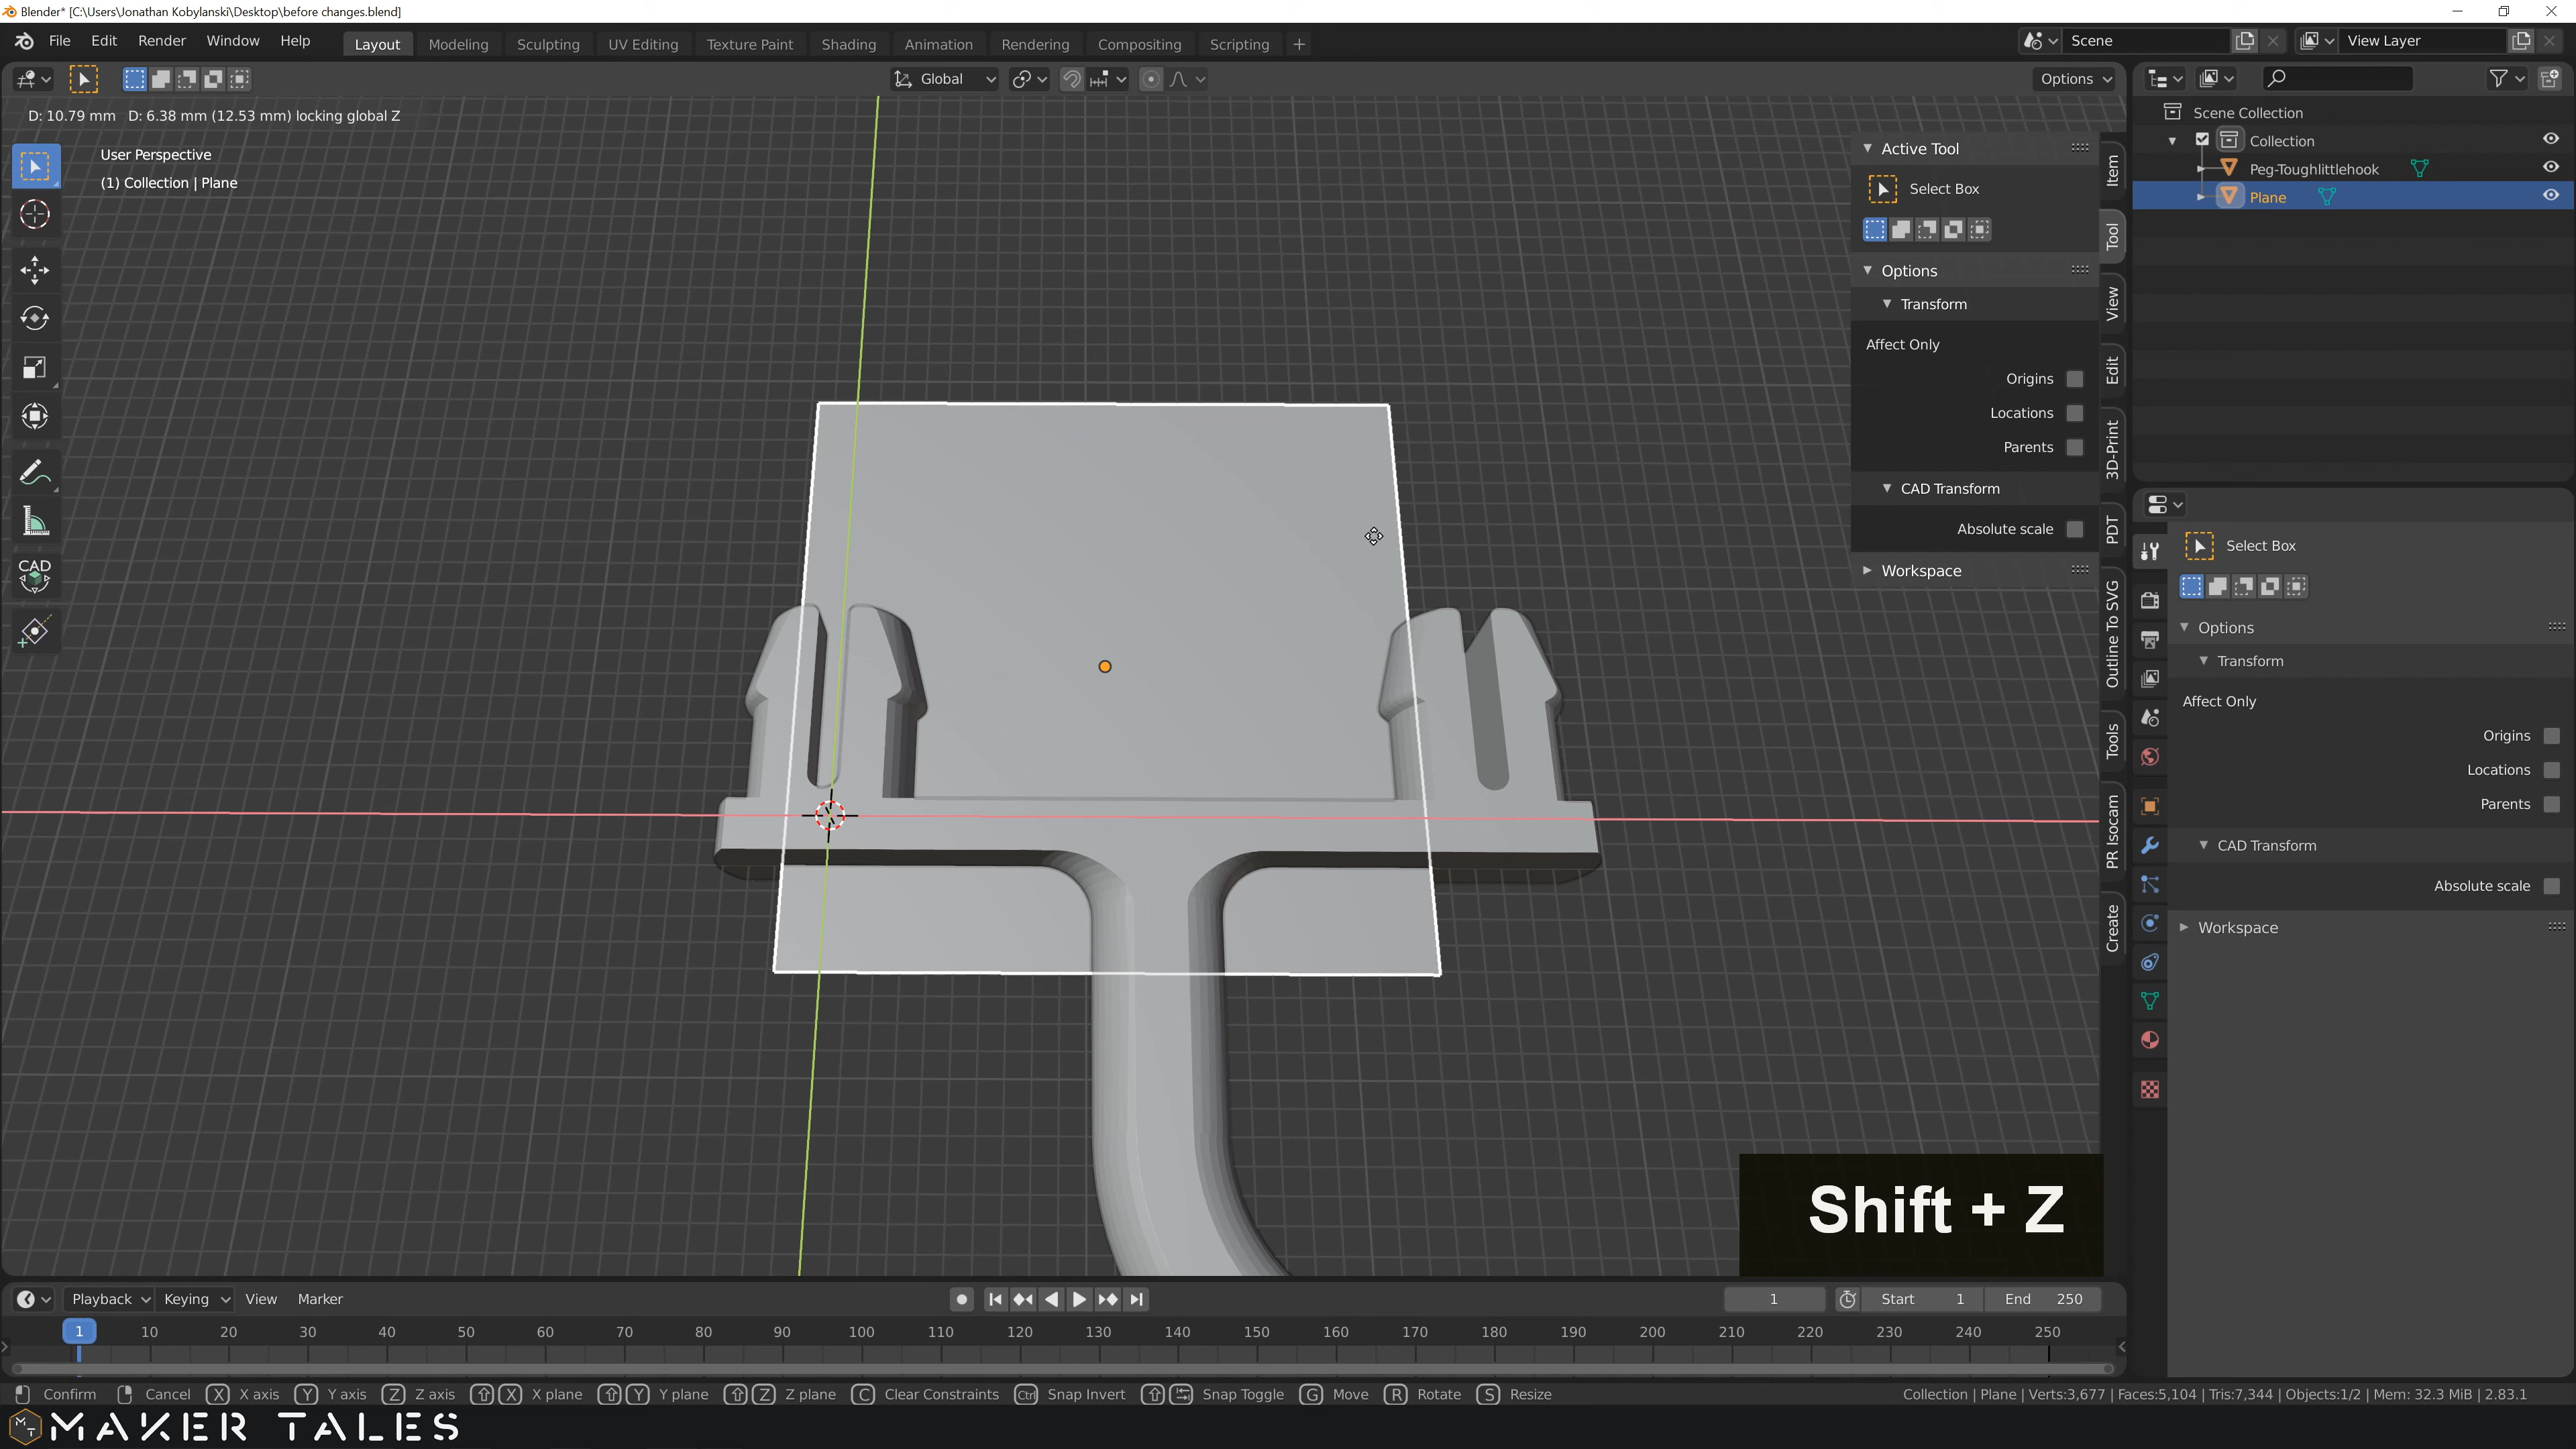 Blender* [C:\Users\Jonathan Kobylanski\Desktop\before changes.blend]
File Edit Render Window Help Layout Modeling Sculpting UV Editing Texture Paint Shading Animation Rendering Compositing Scripting + Scene View Layer
Global Options
D: 10.79 mm D: 6.38 mm (12.53 mm) locking global Z
User Perspective
(1) Collection | Plane
CAD
Active Tool
Select Box
Options
Transform
Affect Only
Origins
Locations
Parents
CAD Transform
Absolute scale
Workspace
Item
Tool
View
Edit
3D-Print
PDT
Outline To SVG
Tools
PR Isocam
Create
Scene Collection
Collection
Peg-Toughlittlehook
Plane
Select Box
Options
Transform
Affect Only
Origins
Locations
Parents
CAD Transform
Absolute scale
Workspace
Shift + Z
Playback Keying View Marker 1 Start 1 End 250
1 10 20 30 40 50 60 70 80 90 100 110 120 130 140 150 160 170 180 190 200 210 220 230 240 250
Confirm Cancel X X axis Y Y axis Z Z axis X X plane Y Y plane Z Z plane C Clear Constraints Ctrl Snap Invert Snap Toggle G Move R Rotate S Resize Collection | Plane | Verts:3,677 | Faces:5,104 | Tris:7,344 | Objects:1/2 | Mem: 32.3 MiB | 2.83.1
M T MAKER TALES